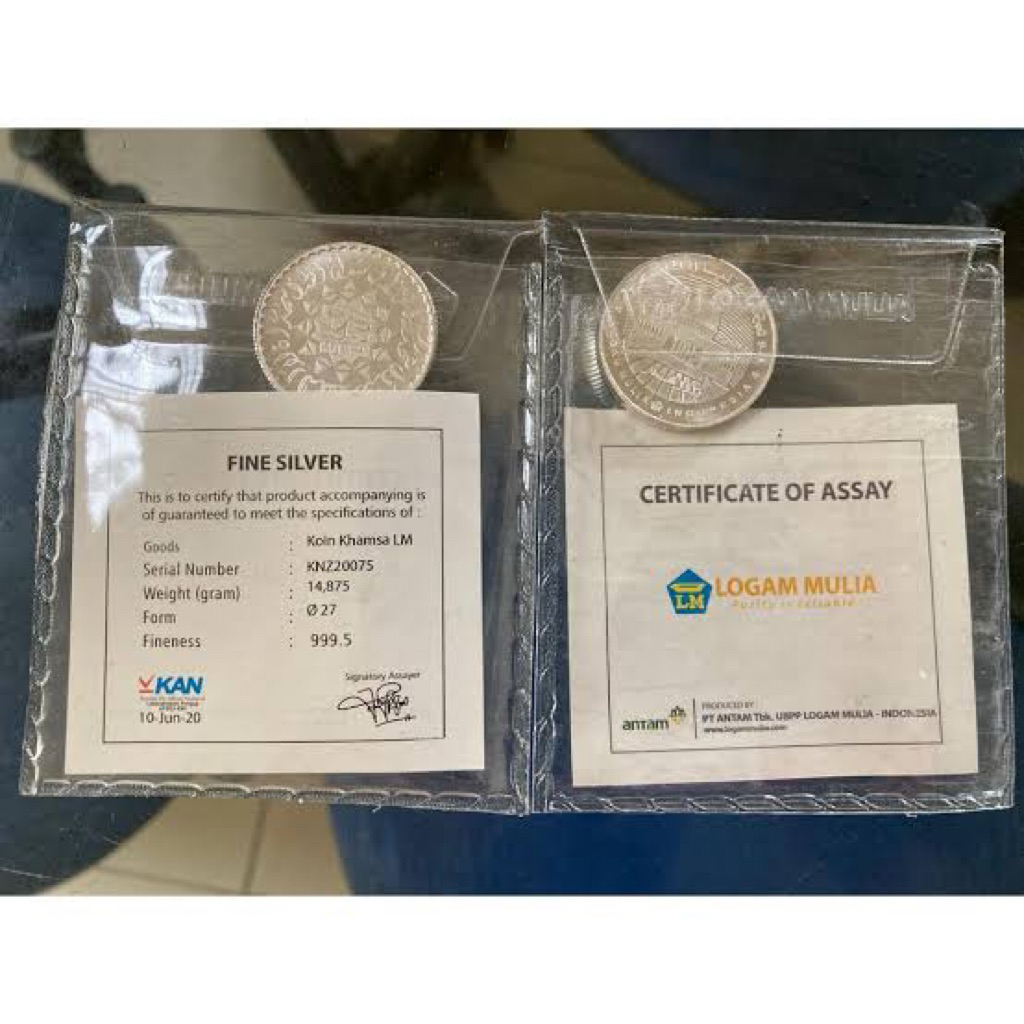 FINE SILVER
This is to certify that product accompanying is
of guaranteed to meet the specifications of :
Goods : Koin Khamsa LM
Serial Number : KNZ20075
Weight (gram) : 14,875
Form : Ø 27
Fineness : 999.5
KAN
10-Jun-20
Signatory Assayer
LOGAM MULIA
INDONESIA
CERTIFICATE OF ASSAY
LM LOGAM MULIA
antam
PRODUCED BY
PT ANTAM Tbk. UBPP LOGAM MULIA - INDONESIA
www.logammulia.com